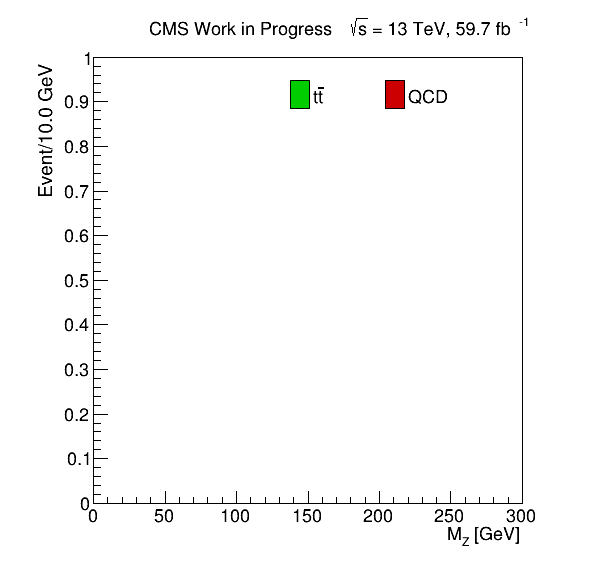 CMS Work in Progress √s = 13 TeV, 59.7 fb⁻¹
Event/10.0 GeV
1
0.9
0.8
0.7
0.6
0.5
0.4
0.3
0.2
0.1
0
tt̄ QCD
0 50 100 150 200 250 300
M_Z [GeV]